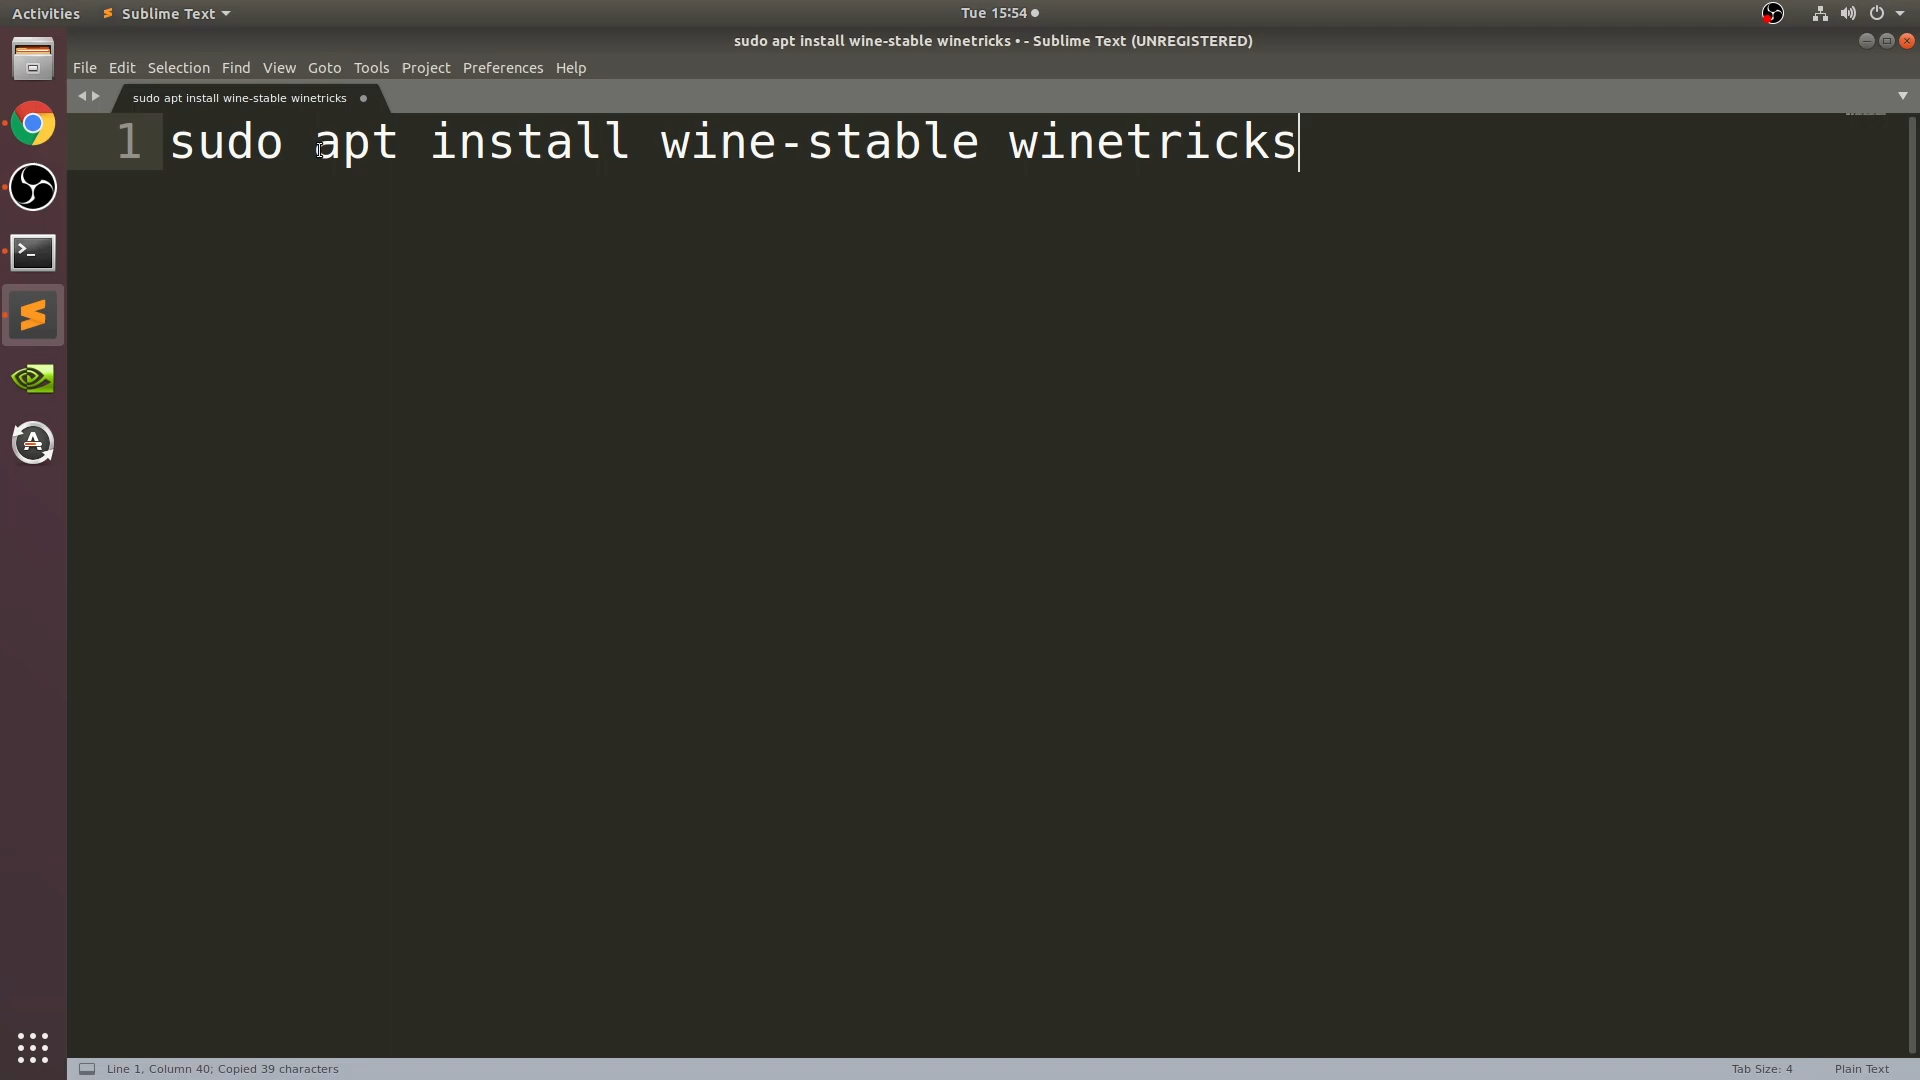 Activities Sublime Text Tue 15:54
sudo apt install wine-stable winetricks • - Sublime Text (UNREGISTERED)
File Edit Selection Find View Goto Tools Project Preferences Help
sudo apt install wine-stable winetricks
1 sudo apt install wine-stable winetricks
Line 1, Column 40; Copied 39 characters Tab Size: 4 Plain Text